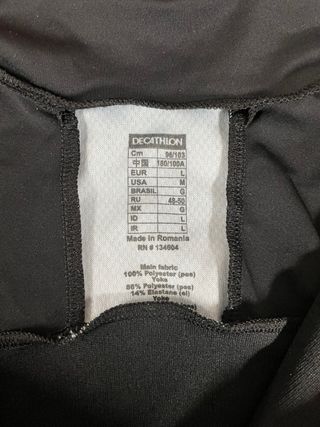 DECATHLON
Cm 96/103
中国 180/100A
EUR L
USA M
BRASIL G
RU 48-50
MX G
ID L
IR L
Made in Romania
RN # 134604
Main fabric
100% Polyester (pes)
Yoke
86% Polyester (pes)
14% Elastane (el)
Yoke